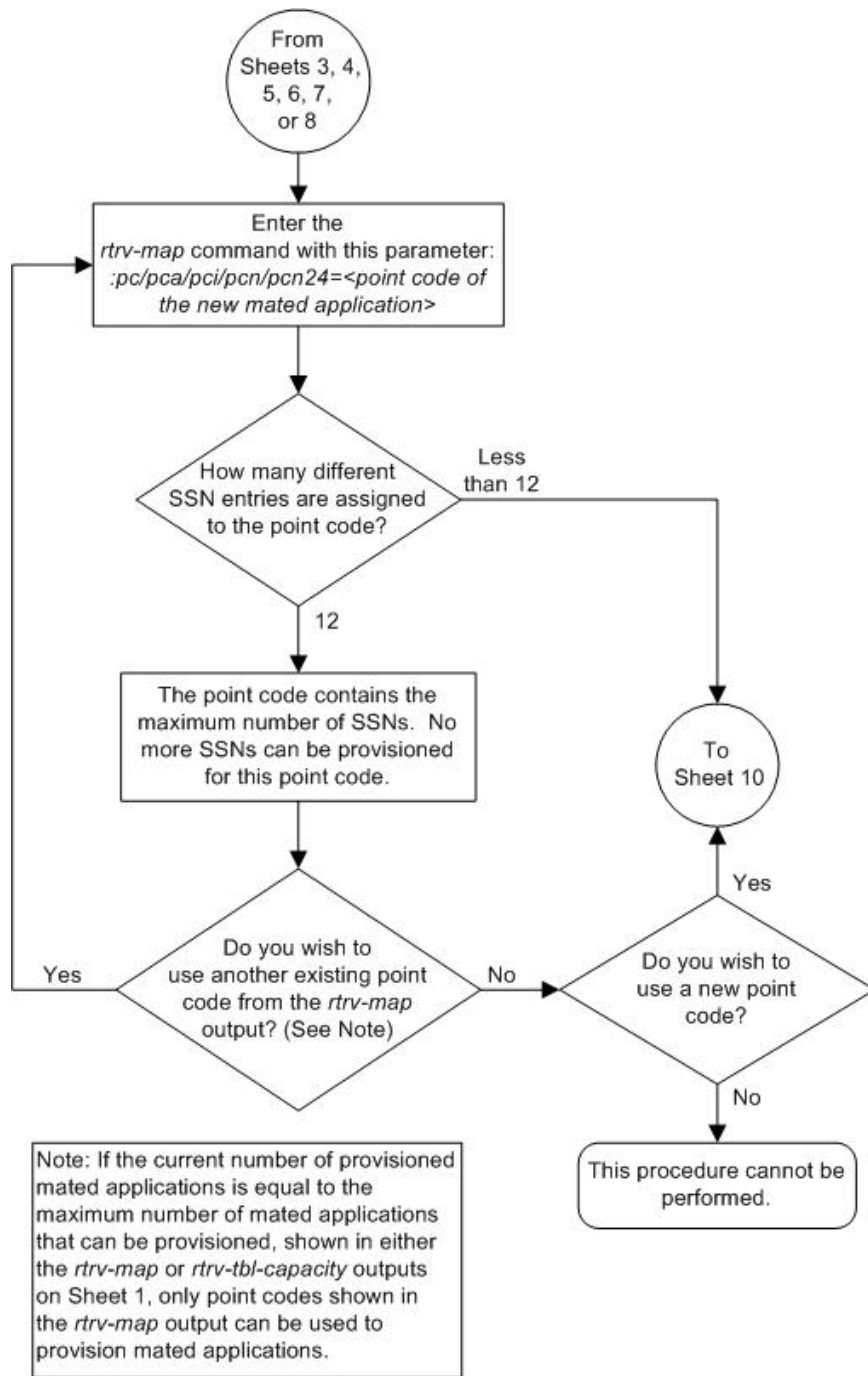 From
Sheets 3, 4,
5, 6, 7,
or 8
Enter the
rtrv-map command with this parameter:
:pc/pca/pci/pcn/pcn24=<point code of
the new mated application>
How many different
SSN entries are assigned
to the point code?
Less
than 12
12
The point code contains the
maximum number of SSNs.  No
more SSNs can be provisioned
for this point code.
To
Sheet 10
Do you wish to
use another existing point
code from the rtrv-map
output? (See Note)
Yes
No
Do you wish to
use a new point
code?
Yes
No
This procedure cannot be
performed.
Note: If the current number of provisioned
mated applications is equal to the
maximum number of mated applications
that can be provisioned, shown in either
the rtrv-map or rtrv-tbl-capacity outputs
on Sheet 1, only point codes shown in
the rtrv-map output can be used to
provision mated applications.